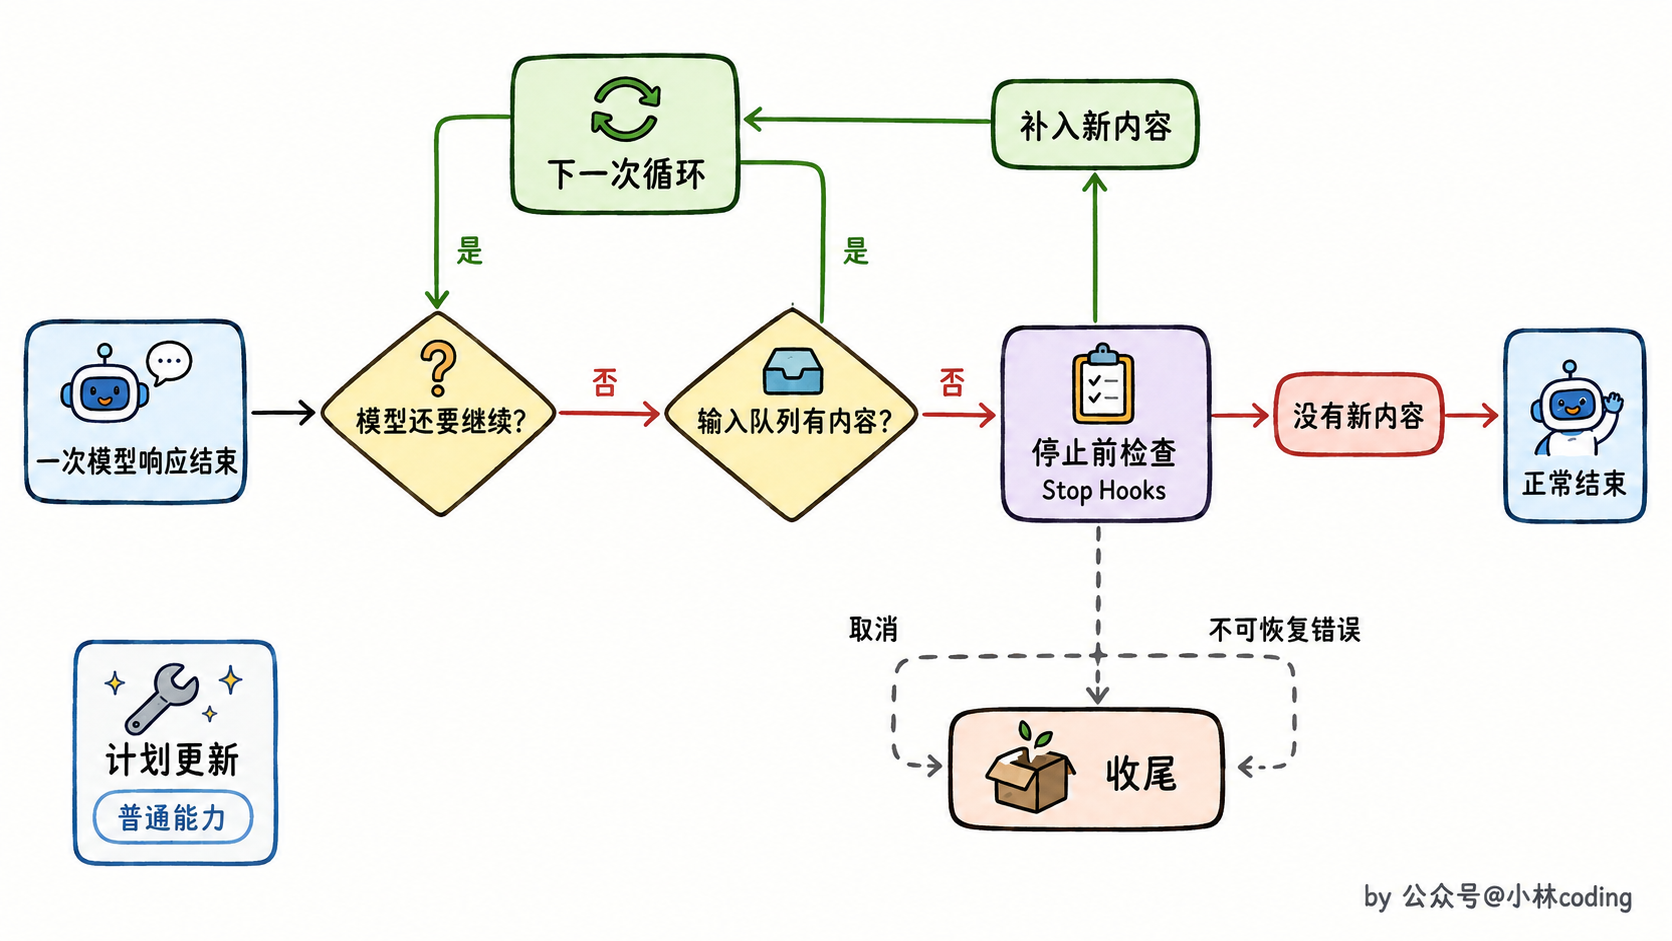 下一次循环
补入新内容
是
是
一次模型响应结束
模型还要继续?
否
输入队列有内容?
否
停止前检查
Stop Hooks
没有新内容
正常结束
取消
不可恢复错误
收尾
计划更新
普通能力
by 公众号@小林coding